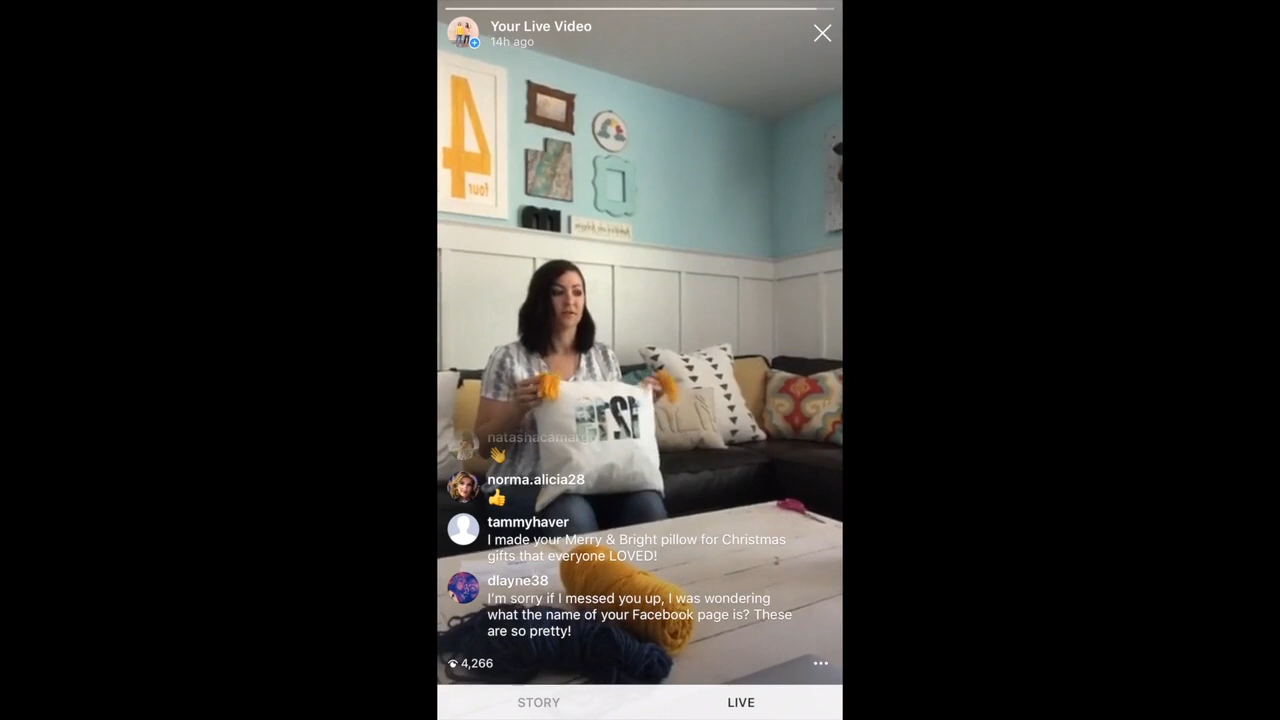 Your Live Video
14h ago
4
four
m
natashacamargo
👋
norma.alicia28
👍
tammyhaver
I made your Merry & Bright pillow for Christmas
gifts that everyone LOVED!
dlayne38
I'm sorry if I messed you up, I was wondering
what the name of your Facebook page is? These
are so pretty!
4,266
STORY
LIVE